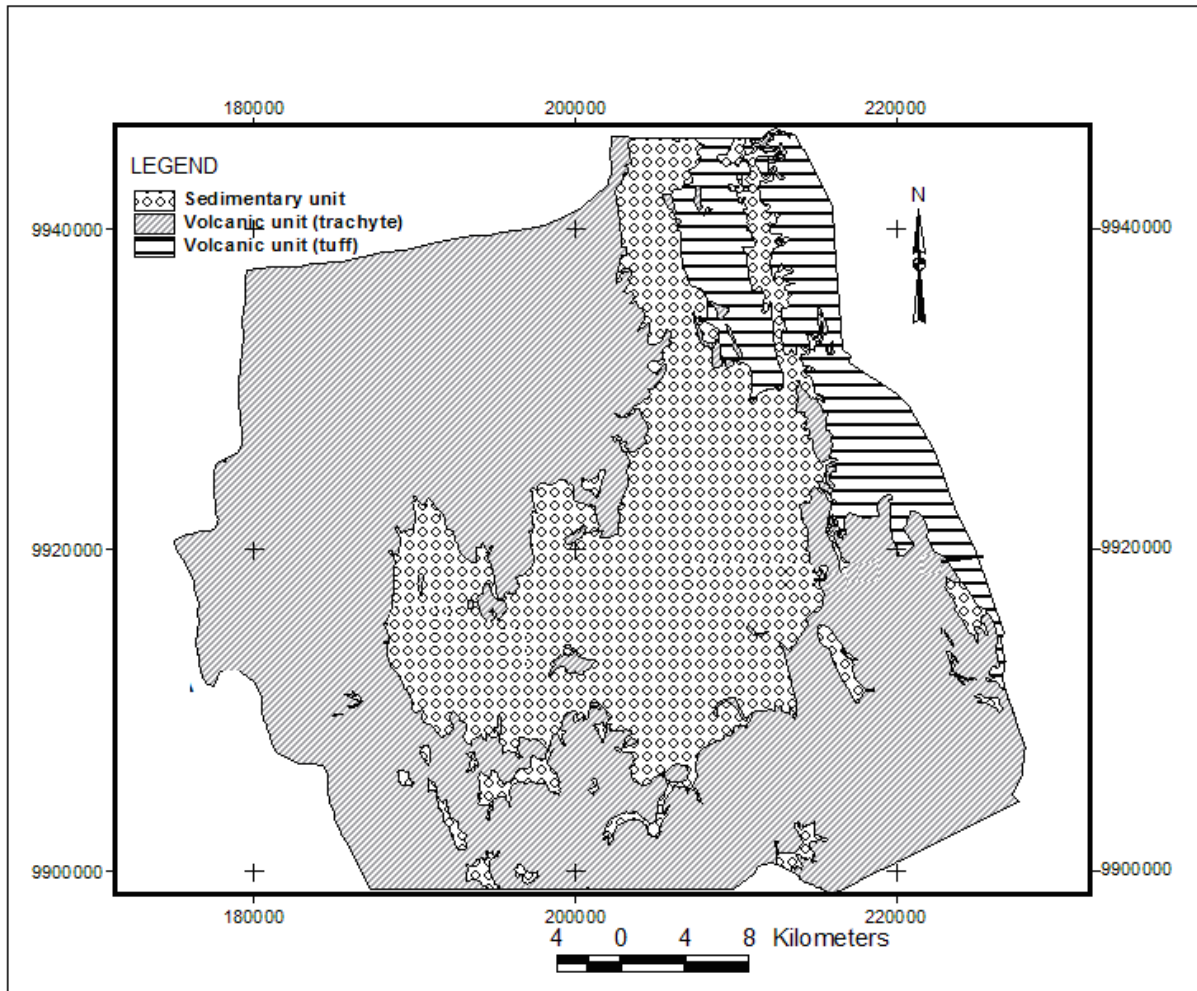 180000 200000 220000
LEGEND
Sedimentary unit
Volcanic unit (trachyte)
Volcanic unit (tuff)
N
9940000 9940000
9920000 9920000
9900000 9900000
180000 200000 220000
4 0 4 8 Kilometers